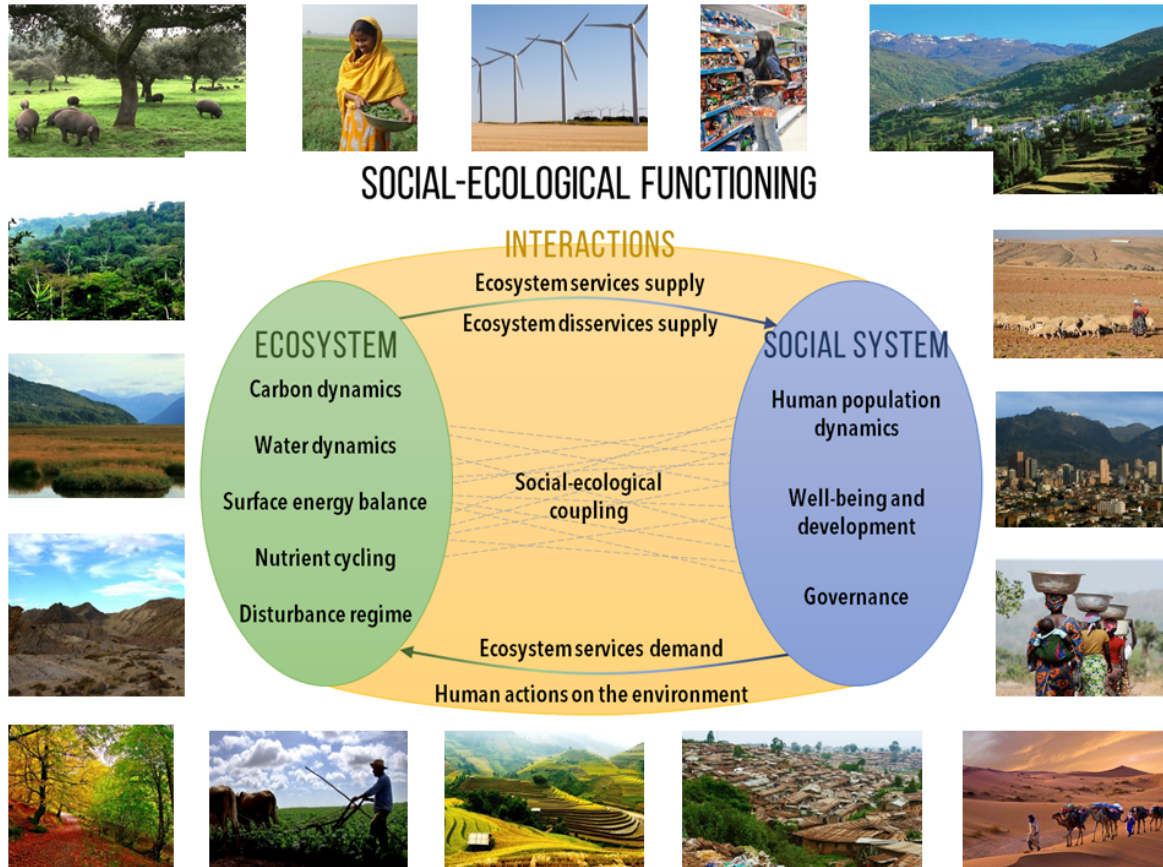 SOCIAL-ECOLOGICAL FUNCTIONING
INTERACTIONS
Ecosystem services supply
Ecosystem disservices supply
ECOSYSTEM
Carbon dynamics
Water dynamics
Surface energy balance
Nutrient cycling
Disturbance regime
Social-ecological
coupling
SOCIAL SYSTEM
Human population
dynamics
Well-being and
development
Governance
Ecosystem services demand
Human actions on the environment